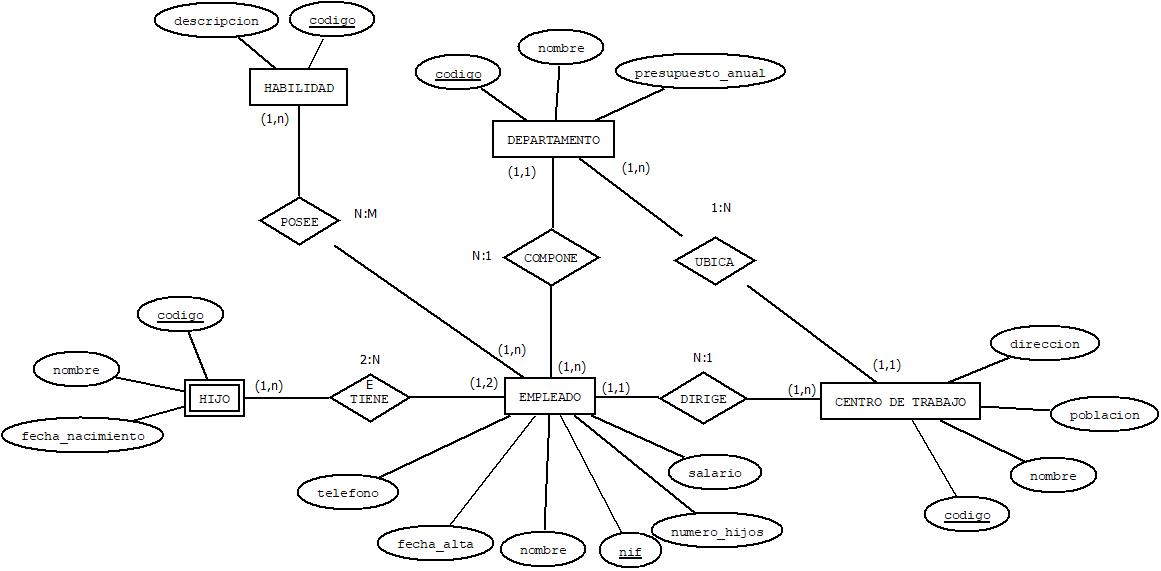 descripcion
codigo
HABILIDAD
(1,n)
nombre
codigo
presupuesto_anual
DEPARTAMENTO
(1,1)
(1,n)
POSEE
N:M
1:N
N:1
COMPONE
UBICA
codigo
nombre
HIJO
fecha_nacimiento
(1,n)
2:N
E
TIENE
(1,2)
(1,n)
(1,n)
EMPLEADO
(1,1)
N:1
DIRIGE
(1,n)
(1,1)
CENTRO DE TRABAJO
direccion
poblacion
nombre
codigo
telefono
fecha_alta
nombre
nif
numero_hijos
salario